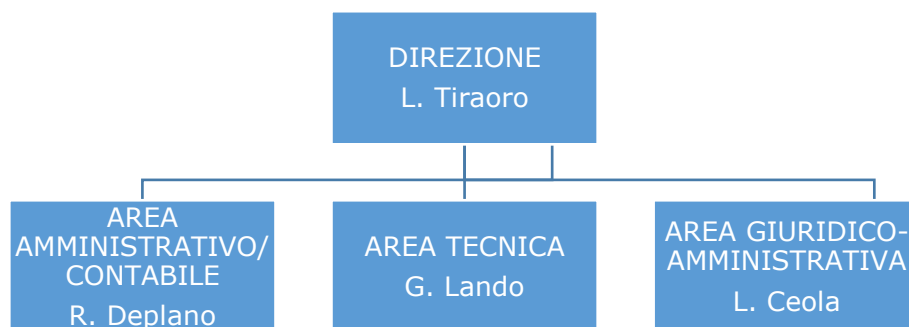 DIREZIONE
L. Tiraoro
AREA
AMMINISTRATIVO/
CONTABILE
R. Deplano
AREA TECNICA
G. Lando
AREA GIURIDICO-
AMMINISTRATIVA
L. Ceola